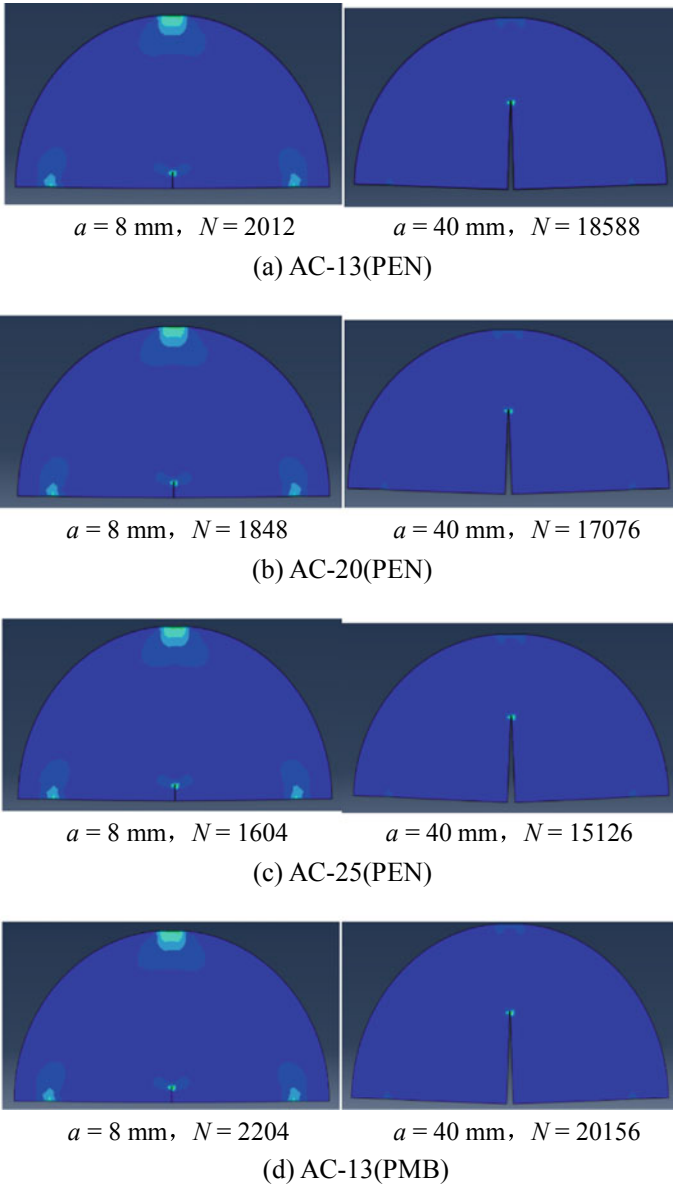 a = 8 mm，N = 2012
a = 40 mm，N = 18588
(a) AC-13(PEN)
a = 8 mm，N = 1848
a = 40 mm，N = 17076
(b) AC-20(PEN)
a = 8 mm，N = 1604
a = 40 mm，N = 15126
(c) AC-25(PEN)
a = 8 mm，N = 2204
a = 40 mm，N = 20156
(d) AC-13(PMB)